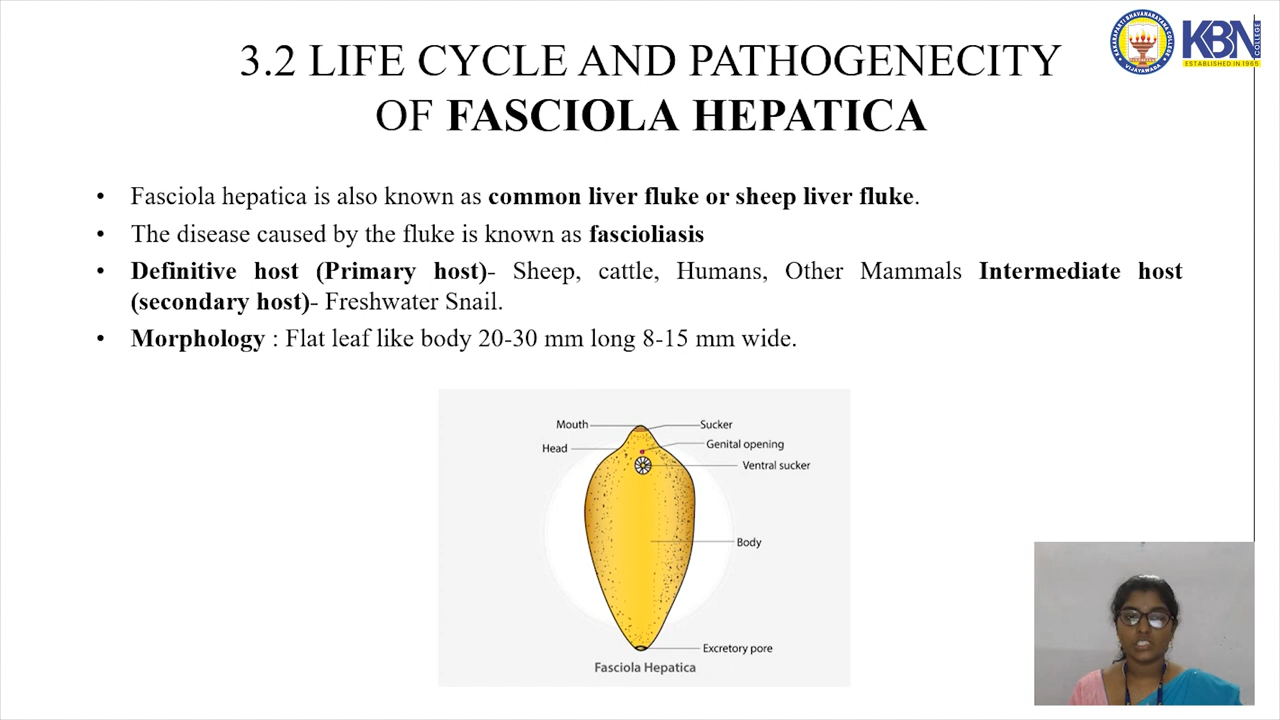 3.2 LIFE CYCLE AND PATHOGENECITY
OF FASCIOLA HEPATICA
KBN
COLLEGE
ESTABLISHED IN 1965
VIJAYAWADA
• Fasciola hepatica is also known as common liver fluke or sheep liver fluke.
• The disease caused by the fluke is known as fascioliasis
• Definitive host (Primary host)- Sheep, cattle, Humans, Other Mammals Intermediate host
(secondary host)- Freshwater Snail.
• Morphology : Flat leaf like body 20-30 mm long 8-15 mm wide.
Mouth
Sucker
Head
Genital opening
Ventral sucker
Body
Excretory pore
Fasciola Hepatica